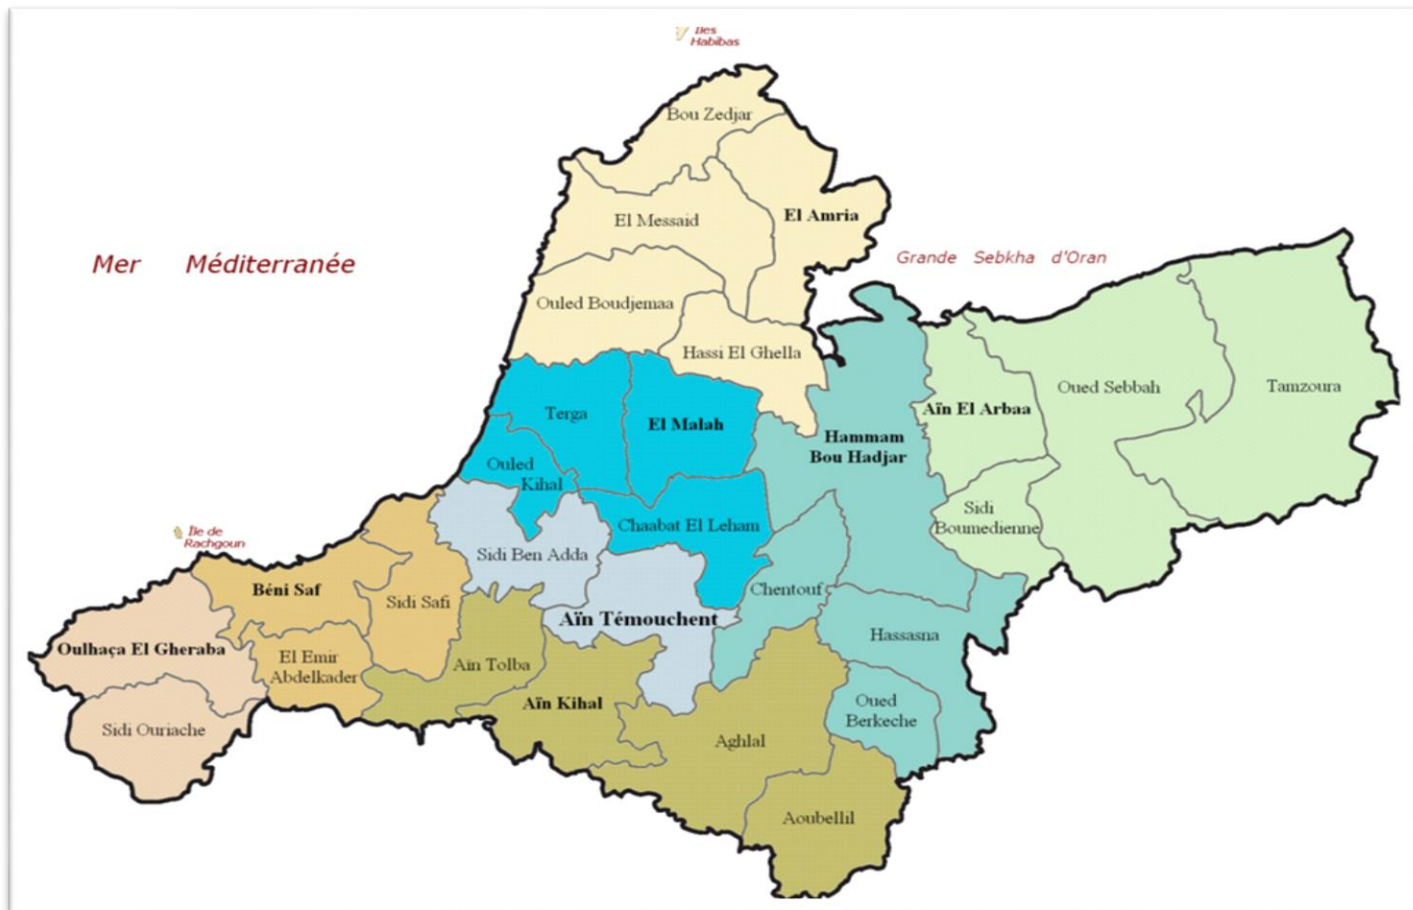 Iles
Habibas
Bou Zedjar
El Messaid
El Amria
Mer Méditerranée
Grande Sebkha d'Oran
Ouled Boudjemaa
Hassi El Ghella
Terga
El Malah
Aïn El Arbaa
Oued Sebbah
Tamzoura
Hammam
Bou Hadjar
Ouled
Kihal
Chaabat El Leham
Sidi
Boumedienne
Île de
Rachgoun
Sidi Ben Adda
Béni Saf
Sidi Safi
Chentouf
Aïn Témouchent
Hassasna
Oulhaça El Gheraba
El Emir
Abdelkader
Ain Tolba
Aïn Kihal
Oued
Berkeche
Sidi Ouriache
Aghlal
Aoubellil